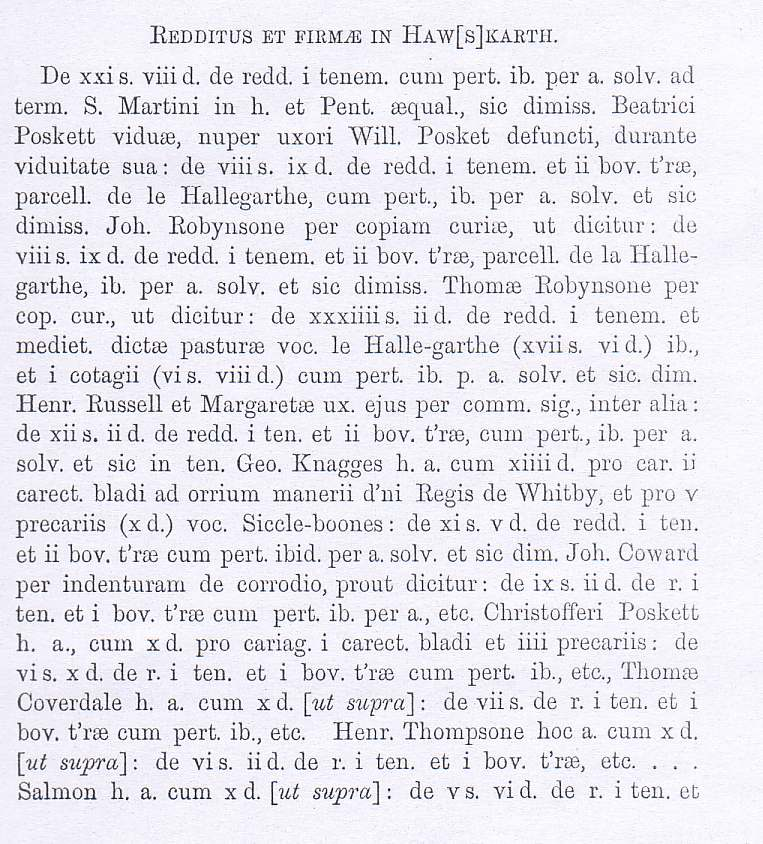 REDDITUS ET FIRMÆ IN HAW[S]KARTH.
De xxi s. viii d. de redd. i tenem. cum pert. ib. per a. solv. ad
term. S. Martini in h. et Pent. æqual., sic dimiss. Beatrici
Poskett viduæ, nuper uxori Will. Posket defuncti, durante
viduitate sua: de viii s. ix d. de redd. i tenem. et ii bov. t'ræ,
parcell. de le Hallegarthe, cum pert., ib. per a. solv. et sic
dimiss. Joh. Robynsone per copiam curiæ, ut dicitur: de
viii s. ix d. de redd. i tenem. et ii bov. t'ræ, parcell. de la Halle-
garthe, ib. per a. solv. et sic dimiss. Thomæ Robynsone per
cop. cur., ut dicitur: de xxxiiii s. ii d. de redd. i tenem. et
mediet. dictæ pasturæ voc. le Halle-garthe (xvii s. vi d.) ib.,
et i cotagii (vi s. viii d.) cum pert. ib. p. a. solv. et sic. dim.
Henr. Russell et Margaretæ ux. ejus per comm. sig., inter alia:
de xii s. ii d. de redd. i ten. et ii bov. t'ræ, cum pert., ib. per a.
solv. et sic in ten. Geo. Knagges h. a. cum xiiii d. pro car. ii
carect. bladi ad orrium manerii d'ni Regis de Whitby, et pro v
precariis (x d.) voc. Siccle-boones: de xi s. v d. de redd. i ten.
et ii bov. t'ræ cum pert. ibid. per a. solv. et sic dim. Joh. Coward
per indenturam de corrodio, prout dicitur: de ix s. ii d. de r. i
ten. et i bov. t'ræ cum pert. ib. per a., etc. Christofferi Poskett
h. a., cum x d. pro cariag. i carect. bladi et iiii precariis: de
vi s. x d. de r. i ten. et i bov. t'ræ cum pert. ib., etc., Thomæ
Coverdale h. a. cum x d. [ut supra]: de vii s. de r. i ten. et i
bov. t'ræ cum pert. ib., etc. Henr. Thompsone hoc a. cum x d.
[ut supra]: de vi s. ii d. de r. i ten. et i bov. t'ræ, etc. . . .
Salmon h. a. cum x d. [ut supra]: de v s. vi d. de r. i ten. et